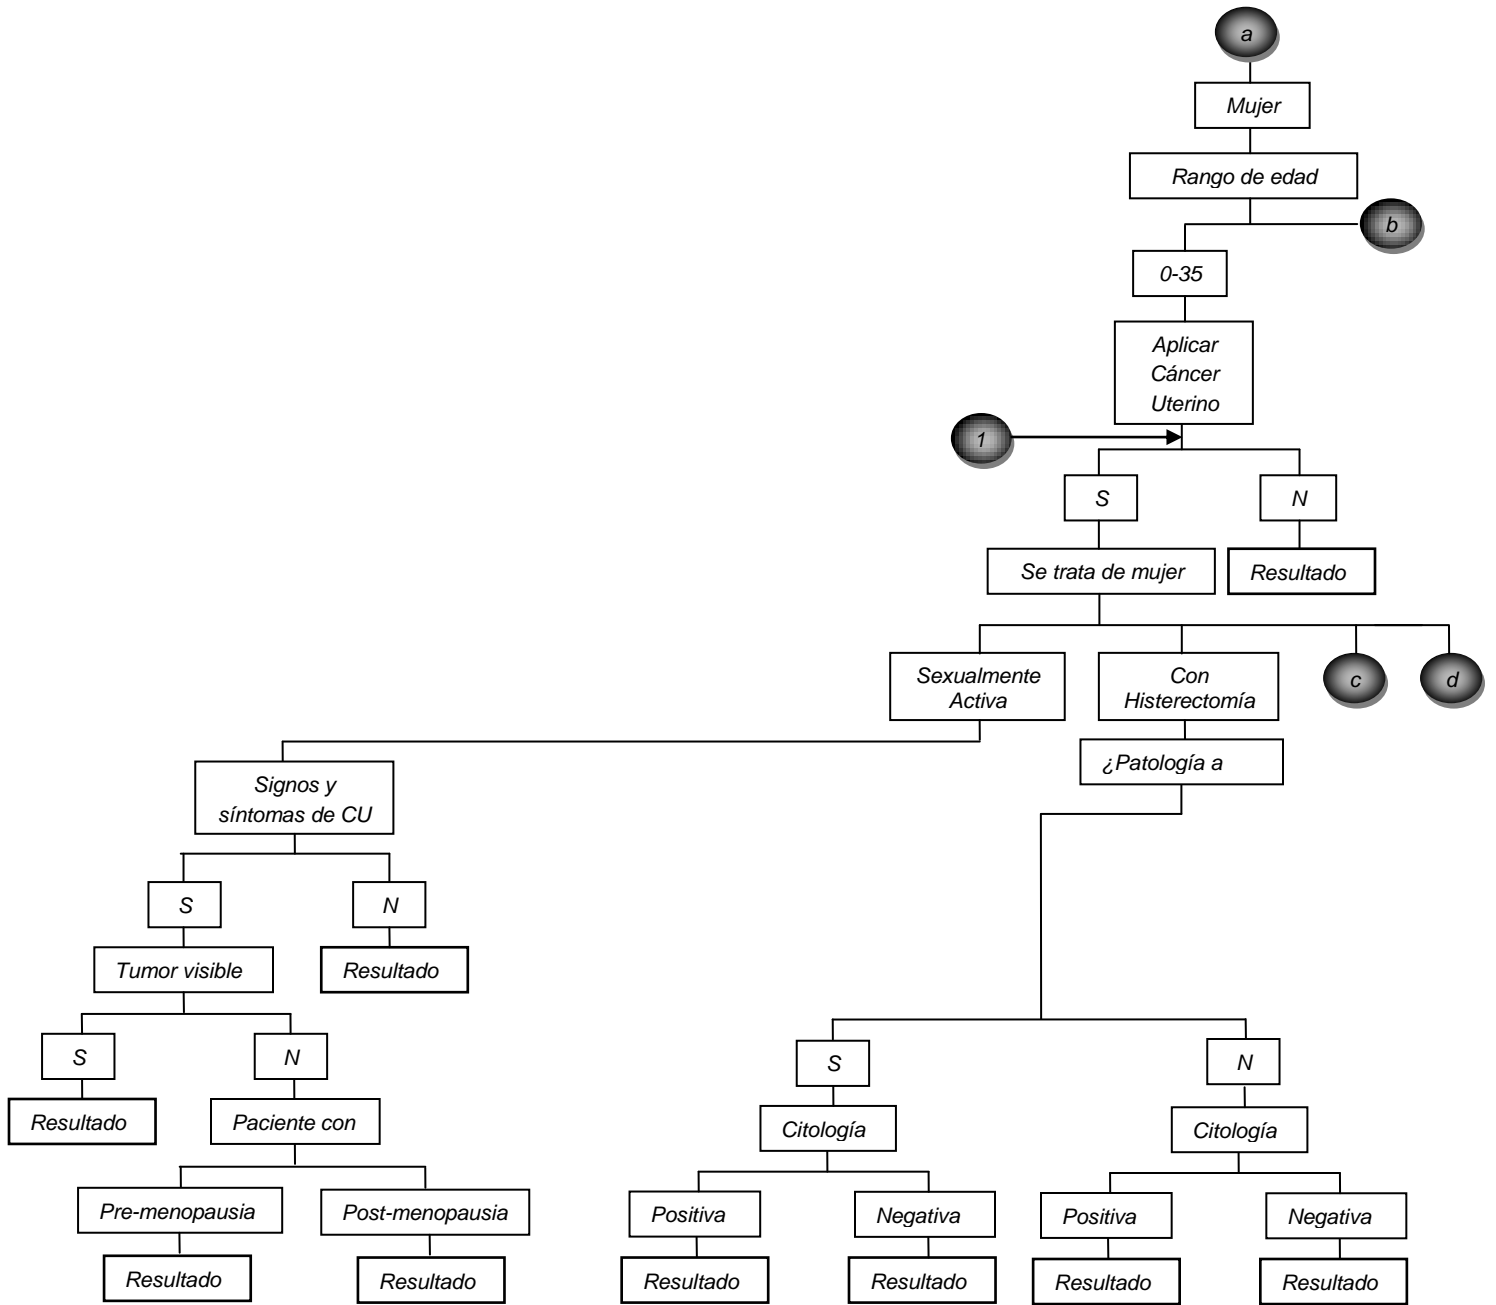 a
Mujer
Rango de edad
b
0-35
Aplicar
Cáncer
Uterino
1
S
N
Se trata de mujer
Resultado
Sexualmente
Activa
Con
Histerectomía
c
d
¿Patología a
Signos y
síntomas de CU
S
N
Tumor visible
Resultado
S
N
S
N
Resultado
Paciente con
Citología
Citología
Pre-menopausia
Post-menopausia
Positiva
Negativa
Positiva
Negativa
Resultado
Resultado
Resultado
Resultado
Resultado
Resultado